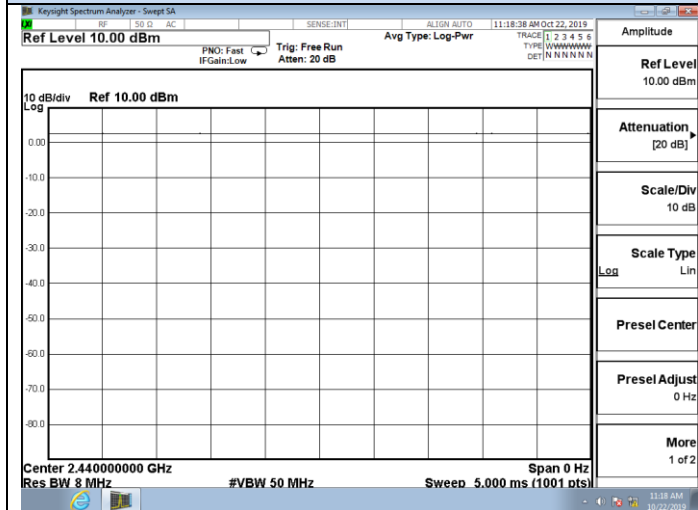 Keysight Spectrum Analyzer - Swept SA
RF 50 Ω AC SENSE:INT ALIGN AUTO 11:18:38 AM Oct 22, 2019
Ref Level 10.00 dBm
Avg Type: Log-Pwr
TRACE 1 2 3 4 5 6
TYPE WWWWWW
DET N N N N N N
PNO: Fast
IFGain:Low
Trig: Free Run
Atten: 20 dB
10 dB/div Ref 10.00 dBm
Log
0.00
-10.0
-20.0
-30.0
-40.0
-50.0
-60.0
-70.0
-80.0
Center 2.440000000 GHz Span 0 Hz
Res BW 8 MHz #VBW 50 MHz Sweep 5.000 ms (1001 pts)
Amplitude
Ref Level
10.00 dBm
Attenuation
[20 dB]
Scale/Div
10 dB
Scale Type
Log Lin
Presel Center
Presel Adjust
0 Hz
More
1 of 2
11:18 AM
10/22/2019